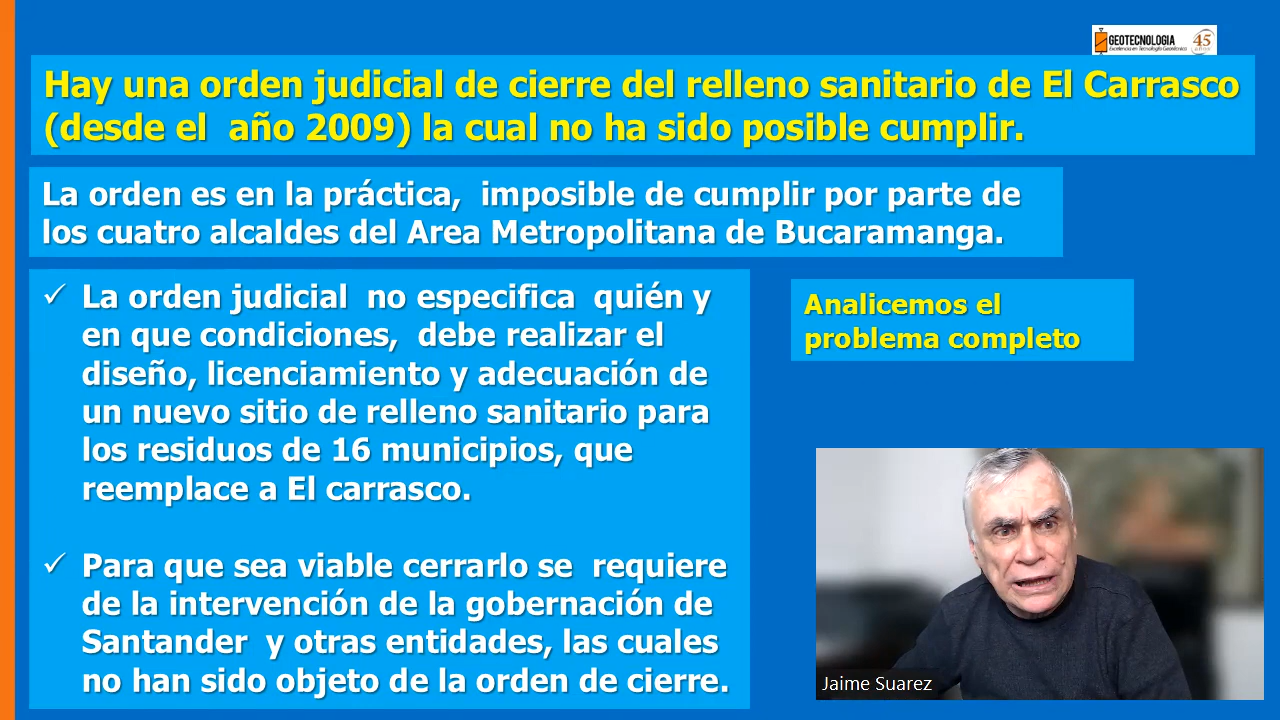 GEOTECNOLOGIA
Excelencia en Tecnología Geotécnica
45
años
Hay una orden judicial de cierre del relleno sanitario de El Carrasco
(desde el año 2009) la cual no ha sido posible cumplir.
La orden es en la práctica, imposible de cumplir por parte de
los cuatro alcaldes del Area Metropolitana de Bucaramanga.
La orden judicial no especifica quién y
en que condiciones, debe realizar el
diseño, licenciamiento y adecuación de
un nuevo sitio de relleno sanitario para
los residuos de 16 municipios, que
reemplace a El carrasco.
Para que sea viable cerrarlo se requiere
de la intervención de la gobernación de
Santander y otras entidades, las cuales
no han sido objeto de la orden de cierre.
Analicemos el
problema completo
Jaime Suarez